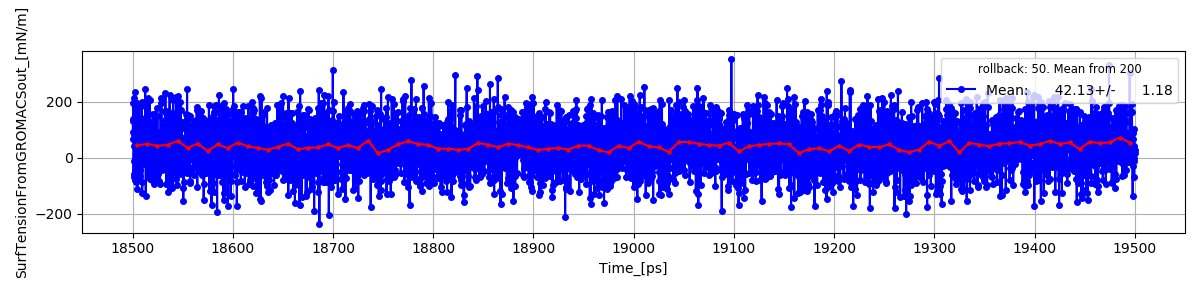 SurfTensionFromGROMACSout_[mN/m]
200
0
−200
rollback: 50. Mean from 200
Mean: 42.13+/- 1.18
18500 18600 18700 18800 18900 19000 19100 19200 19300 19400 19500
Time_[ps]